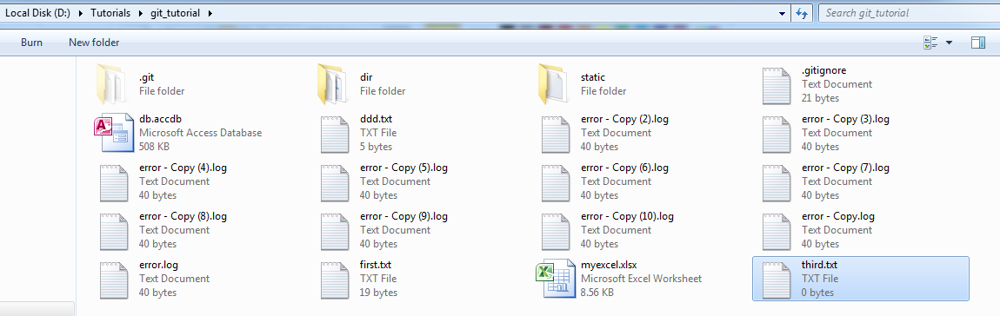 Local Disk (D:) Tutorials git_tutorial Search git_tutorial
Burn New folder
.git
File folder
dir
File folder
static
File folder
.gitignore
Text Document
21 bytes
db.accdb
Microsoft Access Database
508 KB
ddd.txt
TXT File
5 bytes
error - Copy (2).log
Text Document
40 bytes
error - Copy (3).log
Text Document
40 bytes
error - Copy (4).log
Text Document
40 bytes
error - Copy (5).log
Text Document
40 bytes
error - Copy (6).log
Text Document
40 bytes
error - Copy (7).log
Text Document
40 bytes
error - Copy (8).log
Text Document
40 bytes
error - Copy (9).log
Text Document
40 bytes
error - Copy (10).log
Text Document
40 bytes
error - Copy.log
Text Document
40 bytes
error.log
Text Document
40 bytes
first.txt
TXT File
19 bytes
myexcel.xlsx
Microsoft Excel Worksheet
8.56 KB
third.txt
TXT File
0 bytes